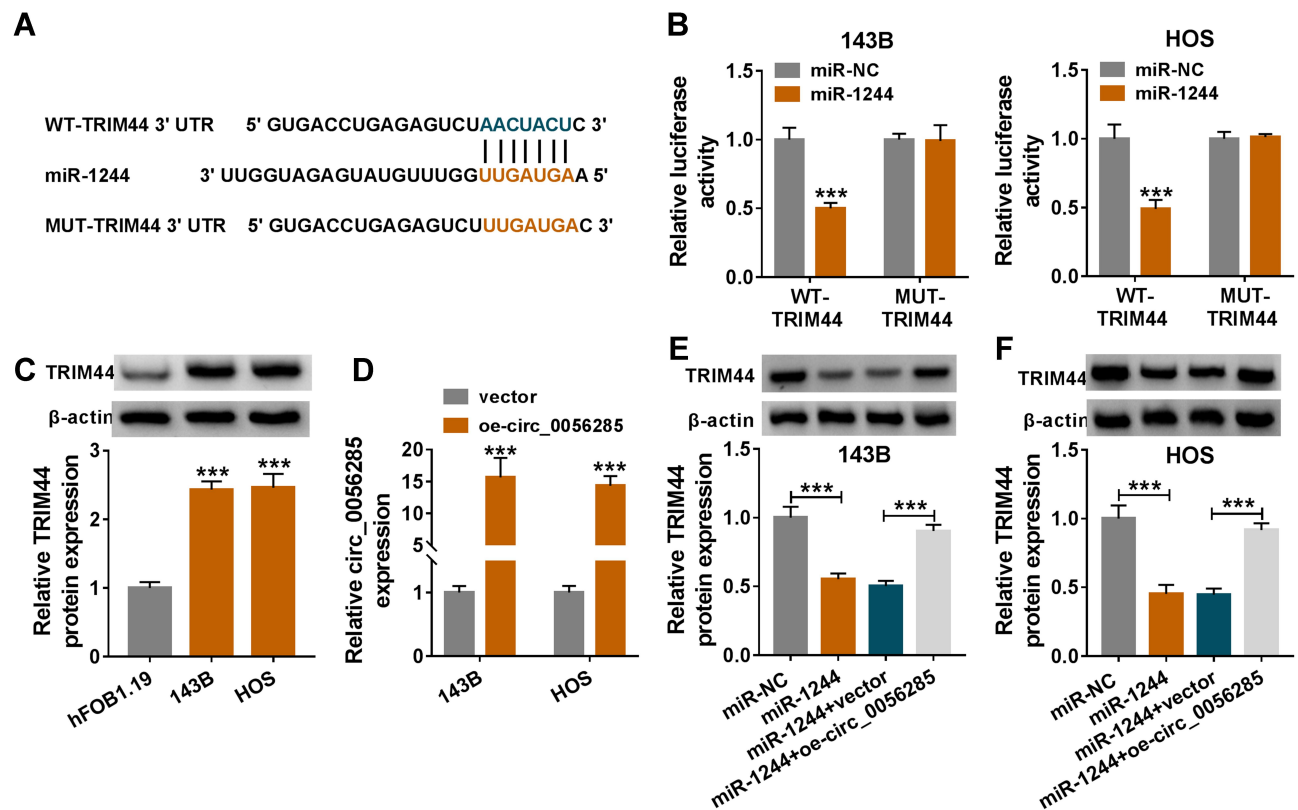 A
WT-TRIM44 3' UTR 5' GUGACCUGAGAGUCUAACUACUC 3'
miR-1244 3' UUGGUAGAGUAUGUUUGGUUGAUGAA 5'
MUT-TRIM44 3' UTR 5' GUGACCUGAGAGUCUUUGAUGAC 3'
B
143B
miR-NC
miR-1244
Relative luciferase
activity
1.5
1.0
0.5
0.0
***
WT-
TRIM44
MUT-
TRIM44
HOS
miR-NC
miR-1244
Relative luciferase
activity
1.5
1.0
0.5
0.0
***
WT-
TRIM44
MUT-
TRIM44
C
TRIM44
β-actin
Relative TRIM44
protein expression
3
2
1
0
***
***
hFOB1.19
143B
HOS
D
vector
oe-circ_0056285
Relative circ_0056285
expression
20
15
10
5
1
0
***
***
143B
HOS
E
TRIM44
β-actin
143B
Relative TRIM44
protein expression
1.5
1.0
0.5
0.0
***
***
miR-NC
miR-1244
miR-1244+vector
miR-1244+oe-circ_0056285
F
TRIM44
β-actin
HOS
Relative TRIM44
protein expression
1.5
1.0
0.5
0.0
***
***
miR-NC
miR-1244
miR-1244+vector
miR-1244+oe-circ_0056285